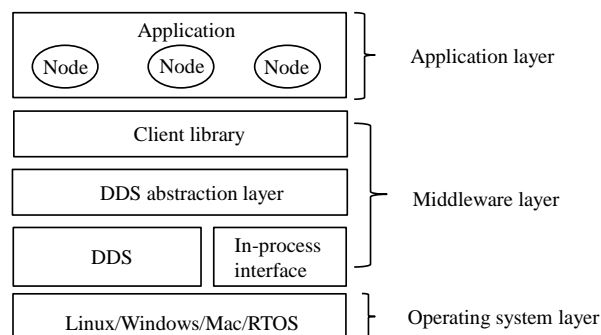 Application
Node Node Node
Application layer
Client library
DDS abstraction layer
Middleware layer
DDS
In-process
interface
Linux/Windows/Mac/RTOS
Operating system layer